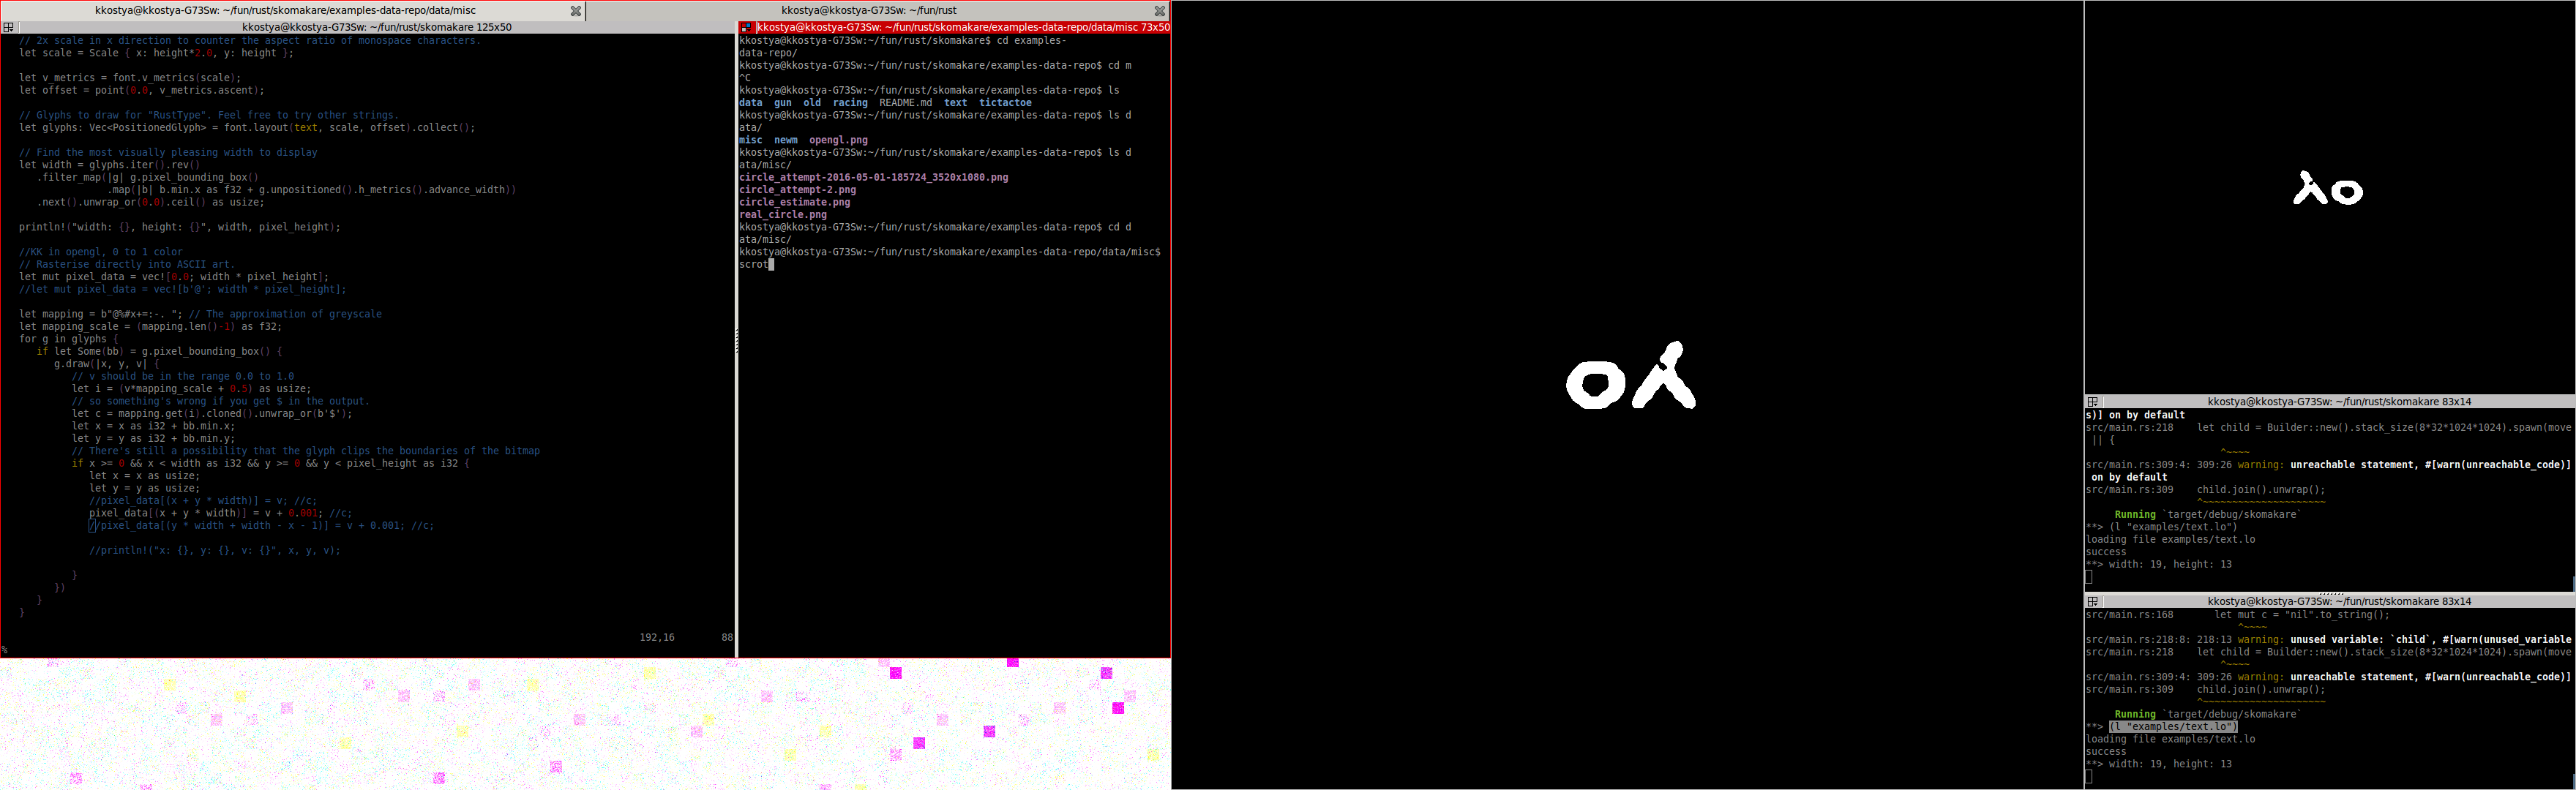 kkostya@kkostya-G73Sw: ~/fun/rust/skomakare/examples-data-repo/data/misc
kkostya@kkostya-G73Sw: ~/fun/rust
kkostya@kkostya-G73Sw: ~/fun/rust/skomakare 125x50
// 2x scale in x direction to counter the aspect ratio of monospace characters.
let scale = Scale { x: height*2.0, y: height };
let v_metrics = font.v_metrics(scale);
let offset = point(0.0, v_metrics.ascent);
// Glyphs to draw for "RustType". Feel free to try other strings.
let glyphs: Vec<PositionedGlyph> = font.layout(text, scale, offset).collect();
// Find the most visually pleasing width to display
let width = glyphs.iter().rev()
.filter_map(|g| g.pixel_bounding_box()
.map(|b| b.min.x as f32 + g.unpositioned().h_metrics().advance_width))
.next().unwrap_or(0.0).ceil() as usize;
println!("width: {}, height: {}", width, pixel_height);
//KK in opengl, 0 to 1 color
// Rasterise directly into ASCII art.
let mut pixel_data = vec![0.0; width * pixel_height];
//let mut pixel_data = vec![b'@'; width * pixel_height];
let mapping = b"@%#x+=:-. "; // The approximation of greyscale
let mapping_scale = (mapping.len()-1) as f32;
for g in glyphs {
if let Some(bb) = g.pixel_bounding_box() {
g.draw(|x, y, v| {
// v should be in the range 0.0 to 1.0
let i = (v*mapping_scale + 0.5) as usize;
// so something's wrong if you get $ in the output.
let c = mapping.get(i).cloned().unwrap_or(b'$');
let x = x as i32 + bb.min.x;
let y = y as i32 + bb.min.y;
// There's still a possibility that the glyph clips the boundaries of the bitmap
if x >= 0 && x < width as i32 && y >= 0 && y < pixel_height as i32 {
let x = x as usize;
let y = y as usize;
//pixel_data[(x + y * width)] = v; //c;
pixel_data[(x + y * width)] = v + 0.001; //c;
//pixel_data[(y * width + width - x - 1)] = v + 0.001; //c;
//println!("x: {}, y: {}, v: {}", x, y, v);
}
})
}
}
192,16 88
%
kkostya@kkostya-G73Sw: ~/fun/rust/skomakare/examples-data-repo/data/misc 73x50
kkostya@kkostya-G73Sw:~/fun/rust/skomakare$ cd examples-
data-repo/
kkostya@kkostya-G73Sw:~/fun/rust/skomakare/examples-data-repo$ cd m
^C
kkostya@kkostya-G73Sw:~/fun/rust/skomakare/examples-data-repo$ ls
data gun old racing README.md text tictactoe
kkostya@kkostya-G73Sw:~/fun/rust/skomakare/examples-data-repo$ ls d
ata/
misc newm opengl.png
kkostya@kkostya-G73Sw:~/fun/rust/skomakare/examples-data-repo$ ls d
ata/misc/
circle_attempt-2016-05-01-185724_3520x1080.png
circle_attempt-2.png
circle_estimate.png
real_circle.png
kkostya@kkostya-G73Sw:~/fun/rust/skomakare/examples-data-repo$ cd d
ata/misc/
kkostya@kkostya-G73Sw:~/fun/rust/skomakare/examples-data-repo/data/misc$
scrot
kkostya@kkostya-G73Sw: ~/fun/rust/skomakare 83x14
s)] on by default
src/main.rs:218 let child = Builder::new().stack_size(8*32*1024*1024).spawn(move
|| {
^~~~~
src/main.rs:309:4: 309:26 warning: unreachable statement, #[warn(unreachable_code)]
on by default
src/main.rs:309 child.join().unwrap();
^~~~~~~~~~~~~~~~~~~~~~
Running `target/debug/skomakare`
**> (l "examples/text.lo")
loading file examples/text.lo
success
**> width: 19, height: 13
kkostya@kkostya-G73Sw: ~/fun/rust/skomakare 83x14
src/main.rs:168 let mut c = "nil".to_string();
^~~~~
src/main.rs:218:8: 218:13 warning: unused variable: `child`, #[warn(unused_variable
src/main.rs:218 let child = Builder::new().stack_size(8*32*1024*1024).spawn(move
^~~~~
src/main.rs:309:4: 309:26 warning: unreachable statement, #[warn(unreachable_code)]
src/main.rs:309 child.join().unwrap();
^~~~~~~~~~~~~~~~~~~~~~
Running `target/debug/skomakare`
**> (l "examples/text.lo")
loading file examples/text.lo
success
**> width: 19, height: 13